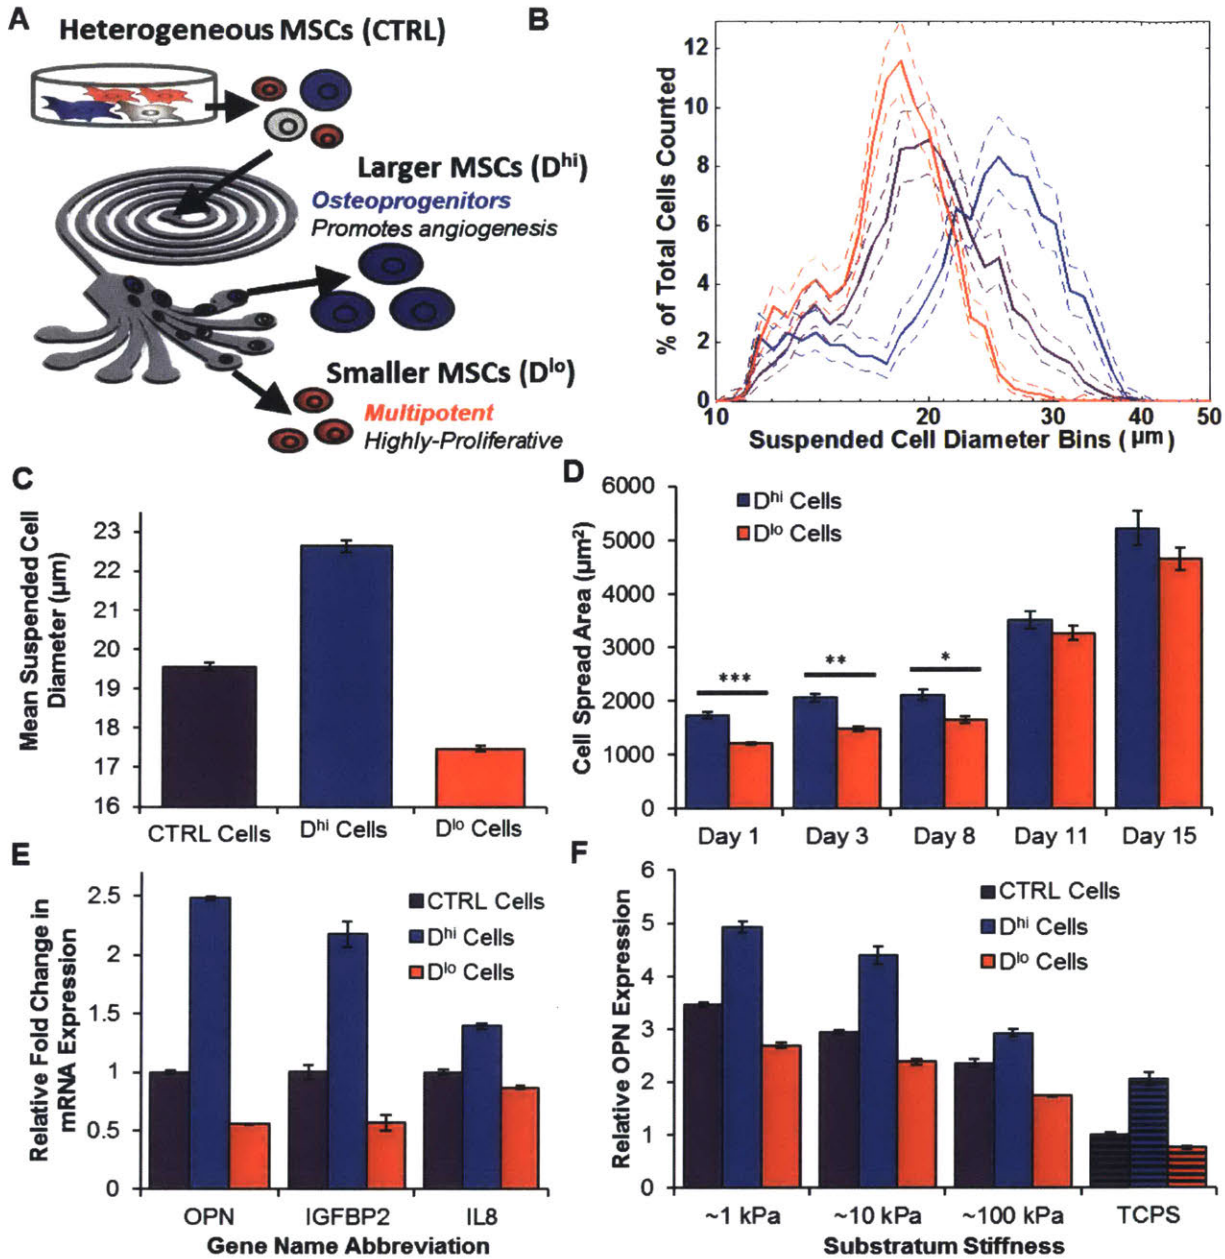 A
Heterogeneous MSCs (CTRL)
Larger MSCs (Dhi)
Osteoprogenitors
Promotes angiogenesis
Smaller MSCs (Dlo)
Multipotent
Highly-Proliferative
B
% of Total Cells Counted
12
10
8
6
4
2
0
10 20 30 40 50
Suspended Cell Diameter Bins (µm)
C
Mean Suspended Cell
Diameter (µm)
23
22
21
20
19
18
17
16
CTRL Cells Dhi Cells Dlo Cells
D
Cell Spread Area (µm²)
6000
5000
4000
3000
2000
1000
0
Dhi Cells
Dlo Cells
*** ** *
Day 1 Day 3 Day 8 Day 11 Day 15
E
Relative Fold Change in
mRNA Expression
2.5
2
1.5
1
0.5
0
CTRL Cells
Dhi Cells
Dlo Cells
OPN IGFBP2 IL8
Gene Name Abbreviation
F
Relative OPN Expression
6
5
4
3
2
1
0
CTRL Cells
Dhi Cells
Dlo Cells
~1 kPa ~10 kPa ~100 kPa TCPS
Substratum Stiffness